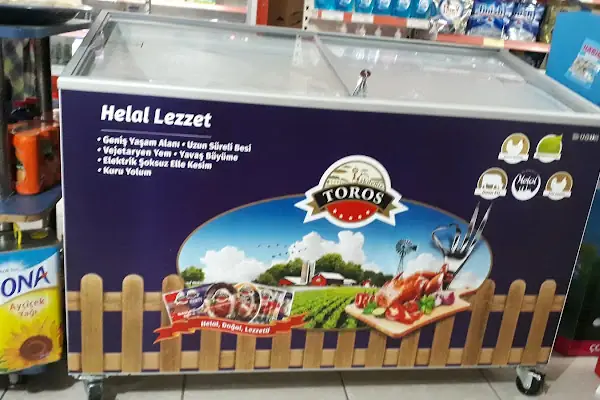 Helal Lezzet
• Geniş Yaşam Alanı • Uzun Süreli Besi
• Vejetaryen Yem • Yavaş Büyüme
• Elektrik Şoksuz Elle Kesim
• Kuru Yolum
TOROS
Helal
Helal, Doğal, Lezzetli
ONA
Ayçiçek
Yağı